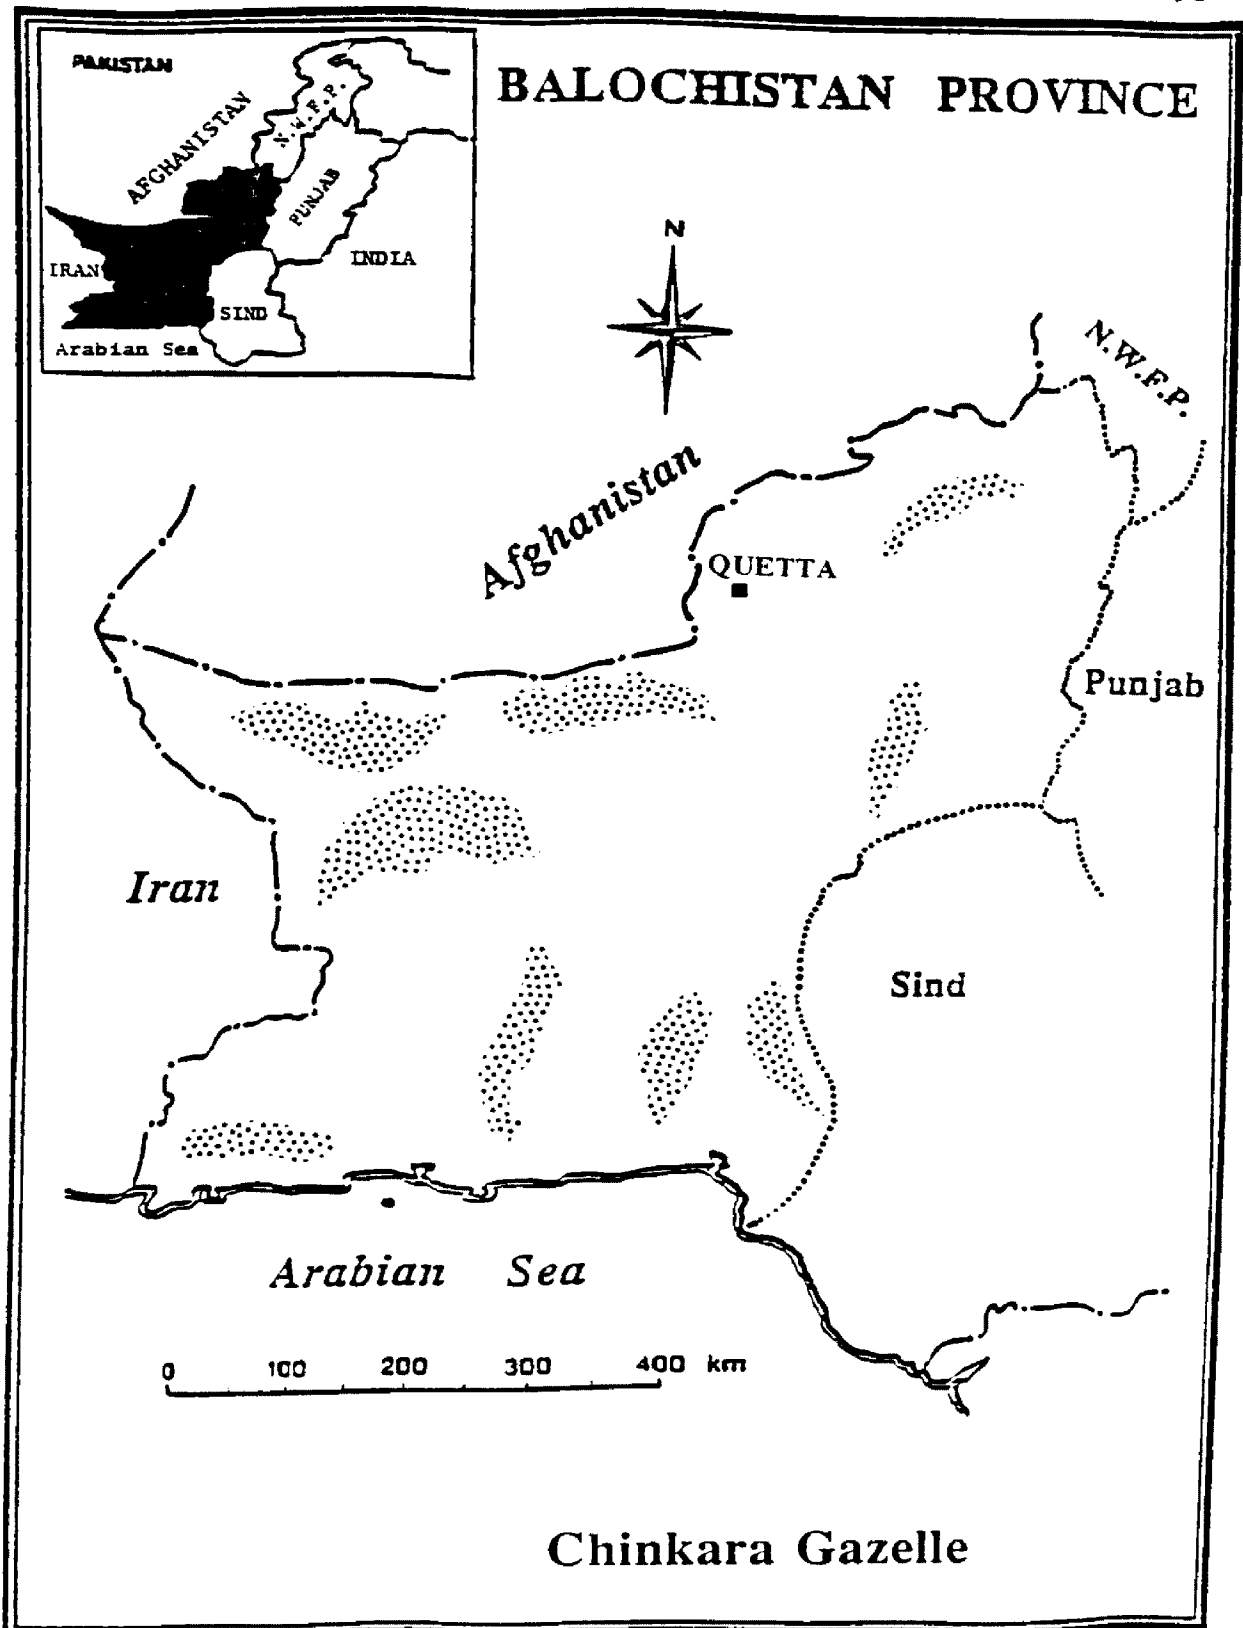 BALOCHISTAN PROVINCE
PAKISTAN
AFGHANISTAN
N.W.F.P.
PUNJAB
IRAN
INDIA
SIND
Arabian Sea
N
N.W.F.P.
Afghanistan
QUETTA
Punjab
Iran
Sind
Arabian Sea
0 100 200 300 400 km
Chinkara Gazelle